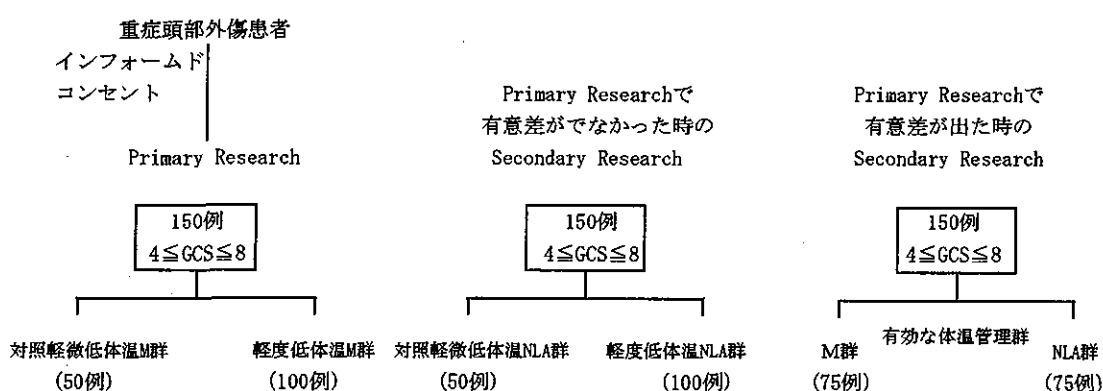 重症頭部外傷患者
インフォームド
コンセント
Primary Research
150例
4≦GCS≦8
対照軽微低体温M群
(50例)
軽度低体温M群
(100例)
Primary Researchで
有意差がでなかった時の
Secondary Research
150例
4≦GCS≦8
対照軽微低体温NLA群
(50例)
軽度低体温NLA群
(100例)
Primary Researchで
有意差が出た時の
Secondary Research
150例
4≦GCS≦8
有効な体温管理群
M群
(75例)
NLA群
(75例)